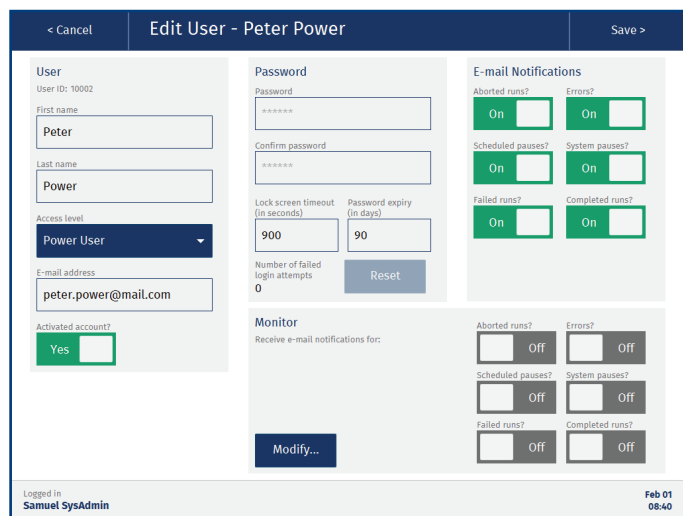 < Cancel
Edit User - Peter Power
Save >
User
User ID: 10002
First name
Peter
Last name
Power
Access level
Power User
E-mail address
peter.power@mail.com
Activated account?
Yes
Password
Password
******
Confirm password
******
Lock screen timeout
(in seconds)
900
Password expiry
(in days)
90
Number of failed
login attempts
0
Reset
E-mail Notifications
Aborted runs?
On
Errors?
On
Scheduled pauses?
On
System pauses?
On
Failed runs?
On
Completed runs?
On
Monitor
Receive e-mail notifications for:
Modify...
Aborted runs?
Off
Errors?
Off
Scheduled pauses?
Off
System pauses?
Off
Failed runs?
Off
Completed runs?
Off
Logged in
Samuel SysAdmin
Feb 01
08:40